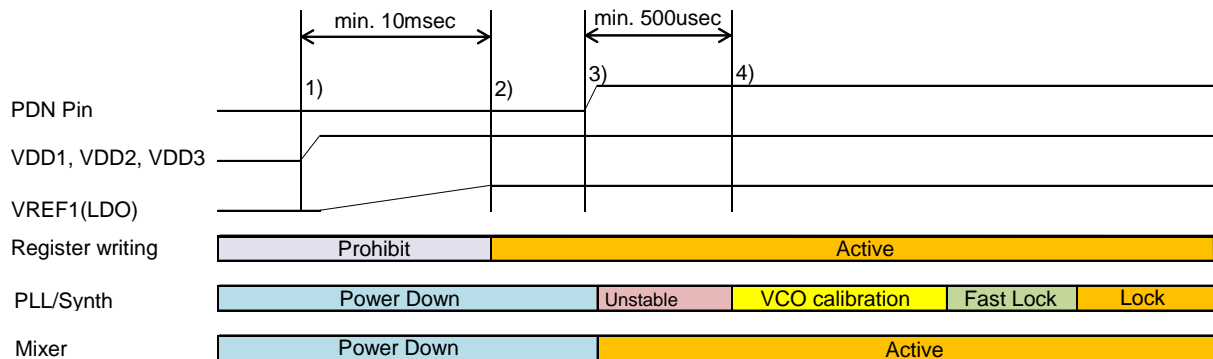 min. 10msec
min. 500usec
1)
2)
3)
4)
PDN Pin
VDD1, VDD2, VDD3
VREF1(LDO)
Register writing
Prohibit
Active
PLL/Synth
Power Down
Unstable
VCO calibration
Fast Lock
Lock
Mixer
Power Down
Active